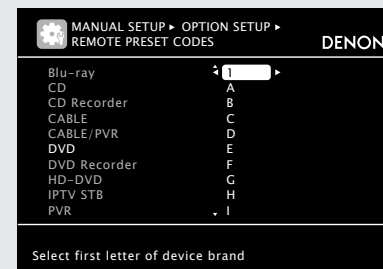 MANUAL SETUP ▸ OPTION SETUP ▸
REMOTE PRESET CODES
DENON
Blu-ray 1
CD A
CD Recorder B
CABLE C
CABLE/PVR D
DVD E
DVD Recorder F
HD-DVD G
IPTV STB H
PVR I
Select first letter of device brand